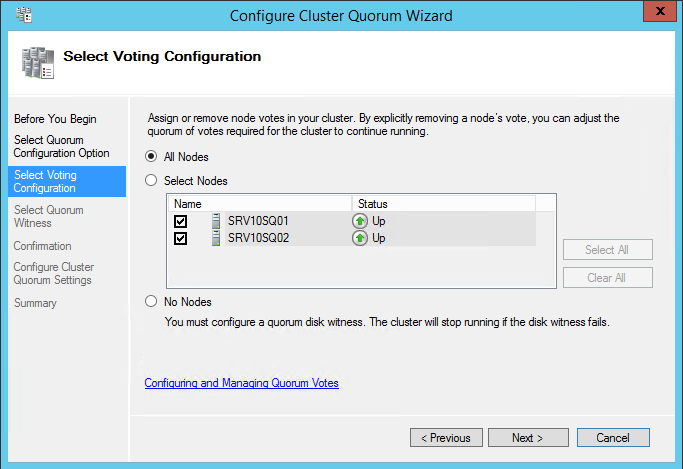 Configure Cluster Quorum Wizard
X
Select Voting Configuration
Before You Begin
Select Quorum
Configuration Option
Select Voting
Configuration
Select Quorum
Witness
Confirmation
Configure Cluster
Quorum Settings
Summary
Assign or remove node votes in your cluster. By explicitly removing a node's vote, you can adjust the
quorum of votes required for the cluster to continue running.
All Nodes
Select Nodes
Name Status
SRV10SQ01 Up
SRV10SQ02 Up
Select All
Clear All
No Nodes
You must configure a quorum disk witness. The cluster will stop running if the disk witness fails.
Configuring and Managing Quorum Votes
< Previous Next > Cancel